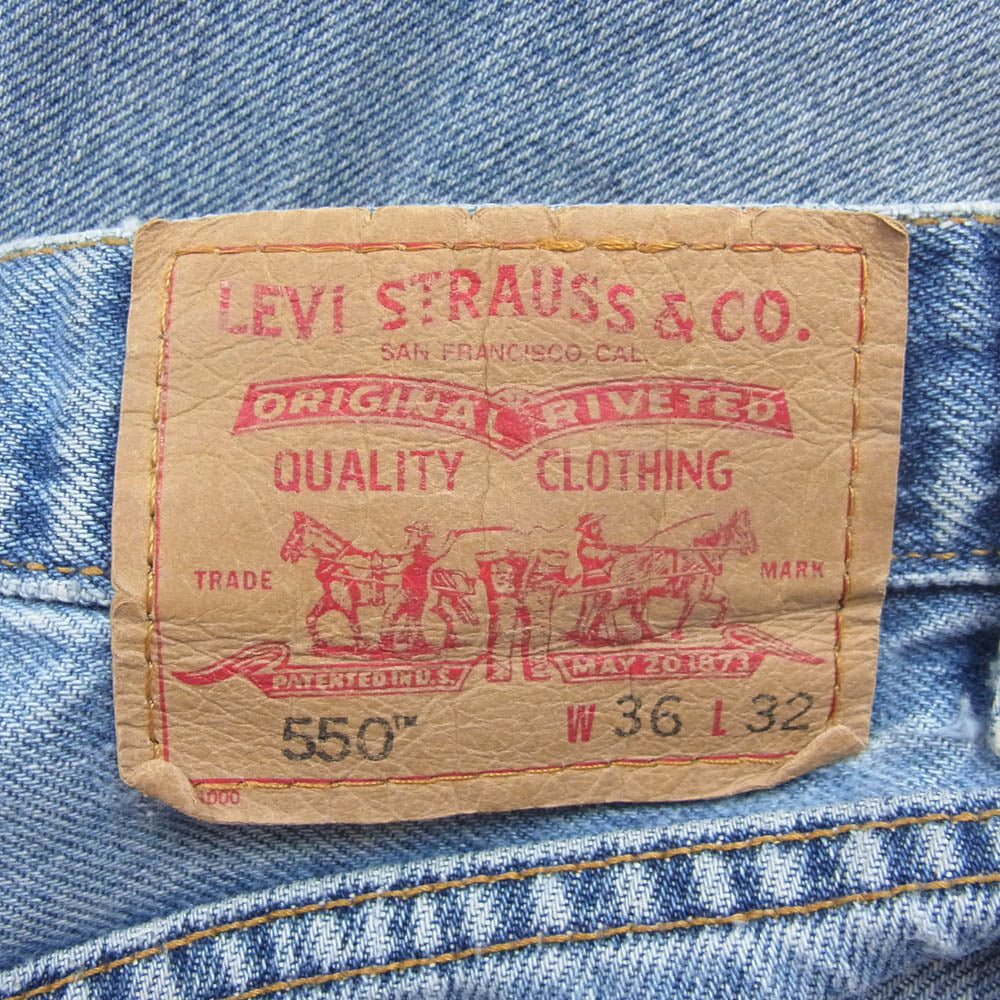 LEVI STRAUSS & CO.
SAN FRANCISCO CAL.
ORIGINAL RIVETED
QUALITY CLOTHING
TRADE MARK
PATENTED IN U.S. MAY 20 1873
550™ W 36 L 32